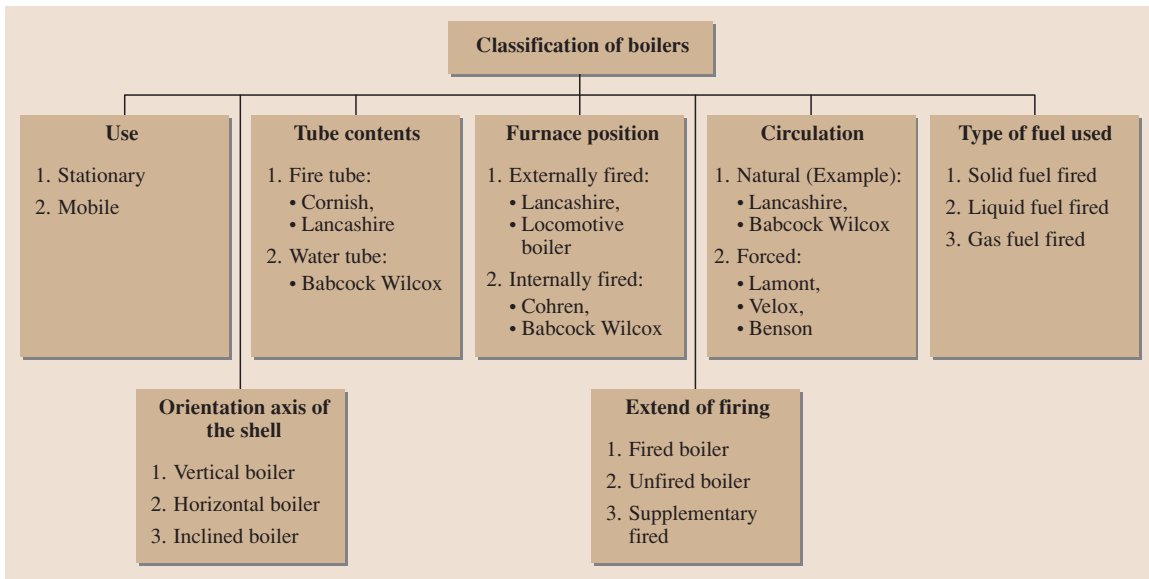 Classification of boilers
Use
1. Stationary
2. Mobile
Tube contents
1. Fire tube:
• Cornish,
• Lancashire
2. Water tube:
• Babcock Wilcox
Furnace position
1. Externally fired:
• Lancashire,
• Locomotive
boiler
2. Internally fired:
• Cohren,
• Babcock Wilcox
Circulation
1. Natural (Example):
• Lancashire,
• Babcock Wilcox
2. Forced:
• Lamont,
• Velox,
• Benson
Type of fuel used
1. Solid fuel fired
2. Liquid fuel fired
3. Gas fuel fired
Orientation axis of
the shell
1. Vertical boiler
2. Horizontal boiler
3. Inclined boiler
Extend of firing
1. Fired boiler
2. Unfired boiler
3. Supplementary
fired